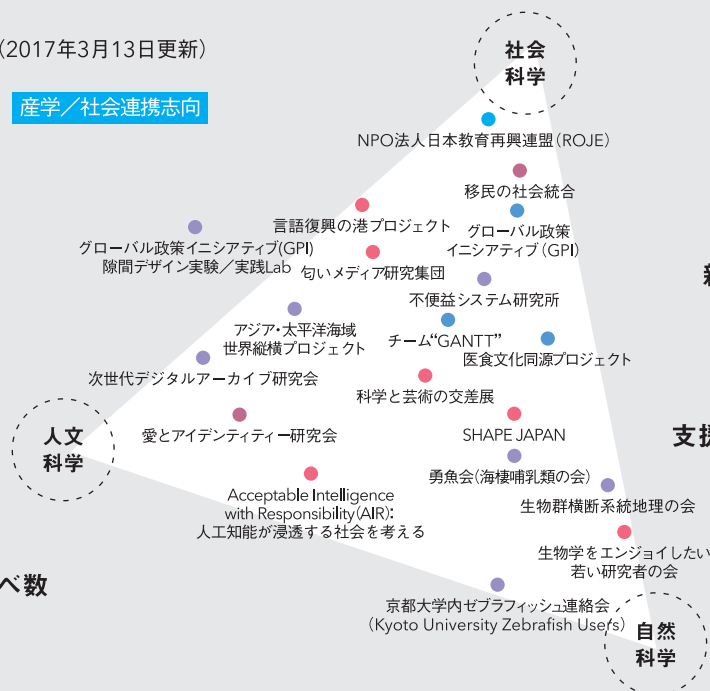 (2017年3月13日更新)
産学／社会連携志向
社会
科学
NPO法人日本教育再興連盟(ROJE)
移民の社会統合
言語復興の港プロジェクト
グローバル政策
イニシアティブ(GPI)
グローバル政策イニシアティブ(GPI)
隙間デザイン実験／実践Lab
匂いメディア研究集団
不便益システム研究所
アジア・太平洋海域
世界縦横プロジェクト
チーム“GANTT”
医食文化同源プロジェクト
次世代デジタルアーカイブ研究会
科学と芸術の交差展
人文
科学
愛とアイデンティティー研究会
SHAPE JAPAN
支援
勇魚会(海棲哺乳類の会)
Acceptable Intelligence
with Responsibility(AIR):
人工知能が浸透する社会を考える
生物群横断系統地理の会
生物学をエンジョイしたい
若い研究者の会
べ数
京都大学内ゼブラフィッシュ連絡会
(Kyoto University Zebrafish Users)
自然
科学